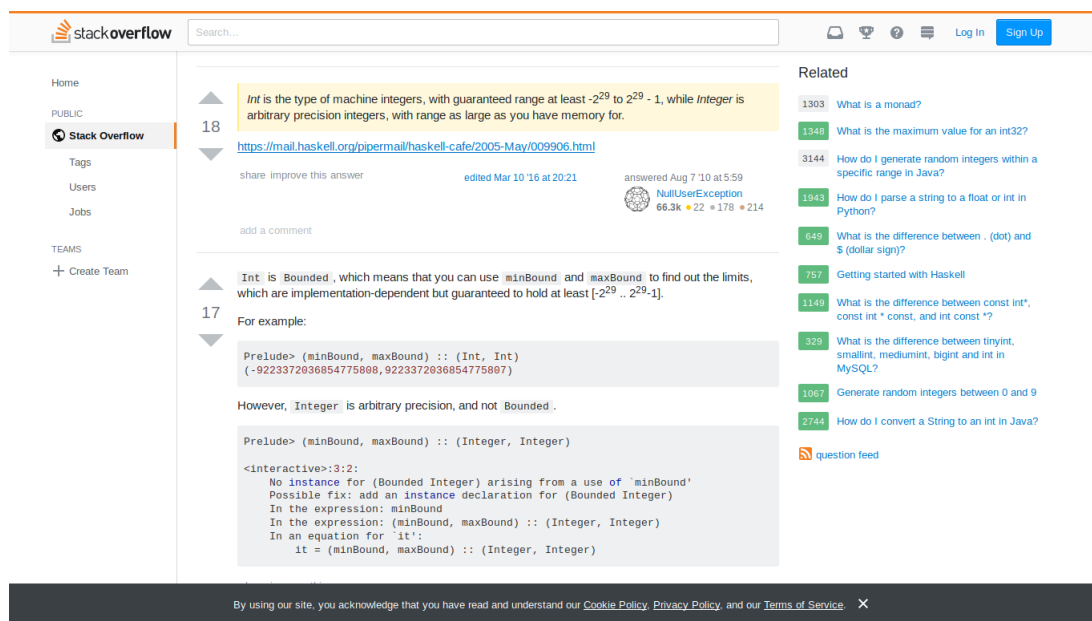 stackoverflow
Search...
Log In
Sign Up
Home
PUBLIC
Stack Overflow
Tags
Users
Jobs
TEAMS
Create Team
18
Int is the type of machine integers, with guaranteed range at least -2^29 to 2^29 - 1, while Integer is
arbitrary precision integers, with range as large as you have memory for.
https://mail.haskell.org/pipermail/haskell-cafe/2005-May/009906.html
share improve this answer
edited Mar 10 '16 at 20:21
answered Aug 7 '10 at 5:59
NullUserException
66.3k ●22 ●178 ●214
add a comment
17
Int is Bounded, which means that you can use minBound and maxBound to find out the limits,
which are implementation-dependent but guaranteed to hold at least [-2^29 .. 2^29-1].
For example:
Prelude> (minBound, maxBound) :: (Int, Int)
(-9223372036854775808,9223372036854775807)
However, Integer is arbitrary precision, and not Bounded.
Prelude> (minBound, maxBound) :: (Integer, Integer)
<interactive>:3:2:
    No instance for (Bounded Integer) arising from a use of `minBound'
    Possible fix: add an instance declaration for (Bounded Integer)
    In the expression: minBound
    In the expression: (minBound, maxBound) :: (Integer, Integer)
    In an equation for `it':
        it = (minBound, maxBound) :: (Integer, Integer)
Related
1303 What is a monad?
1348 What is the maximum value for an int32?
3144 How do I generate random integers within a
specific range in Java?
1943 How do I parse a string to a float or int in
Python?
649 What is the difference between . (dot) and
$ (dollar sign)?
757 Getting started with Haskell
1149 What is the difference between const int*,
const int * const, and int const *?
329 What is the difference between tinyint,
smallint, mediumint, bigint and int in
MySQL?
1067 Generate random integers between 0 and 9
2744 How do I convert a String to an int in Java?
question feed
By using our site, you acknowledge that you have read and understand our Cookie Policy, Privacy Policy, and our Terms of Service.